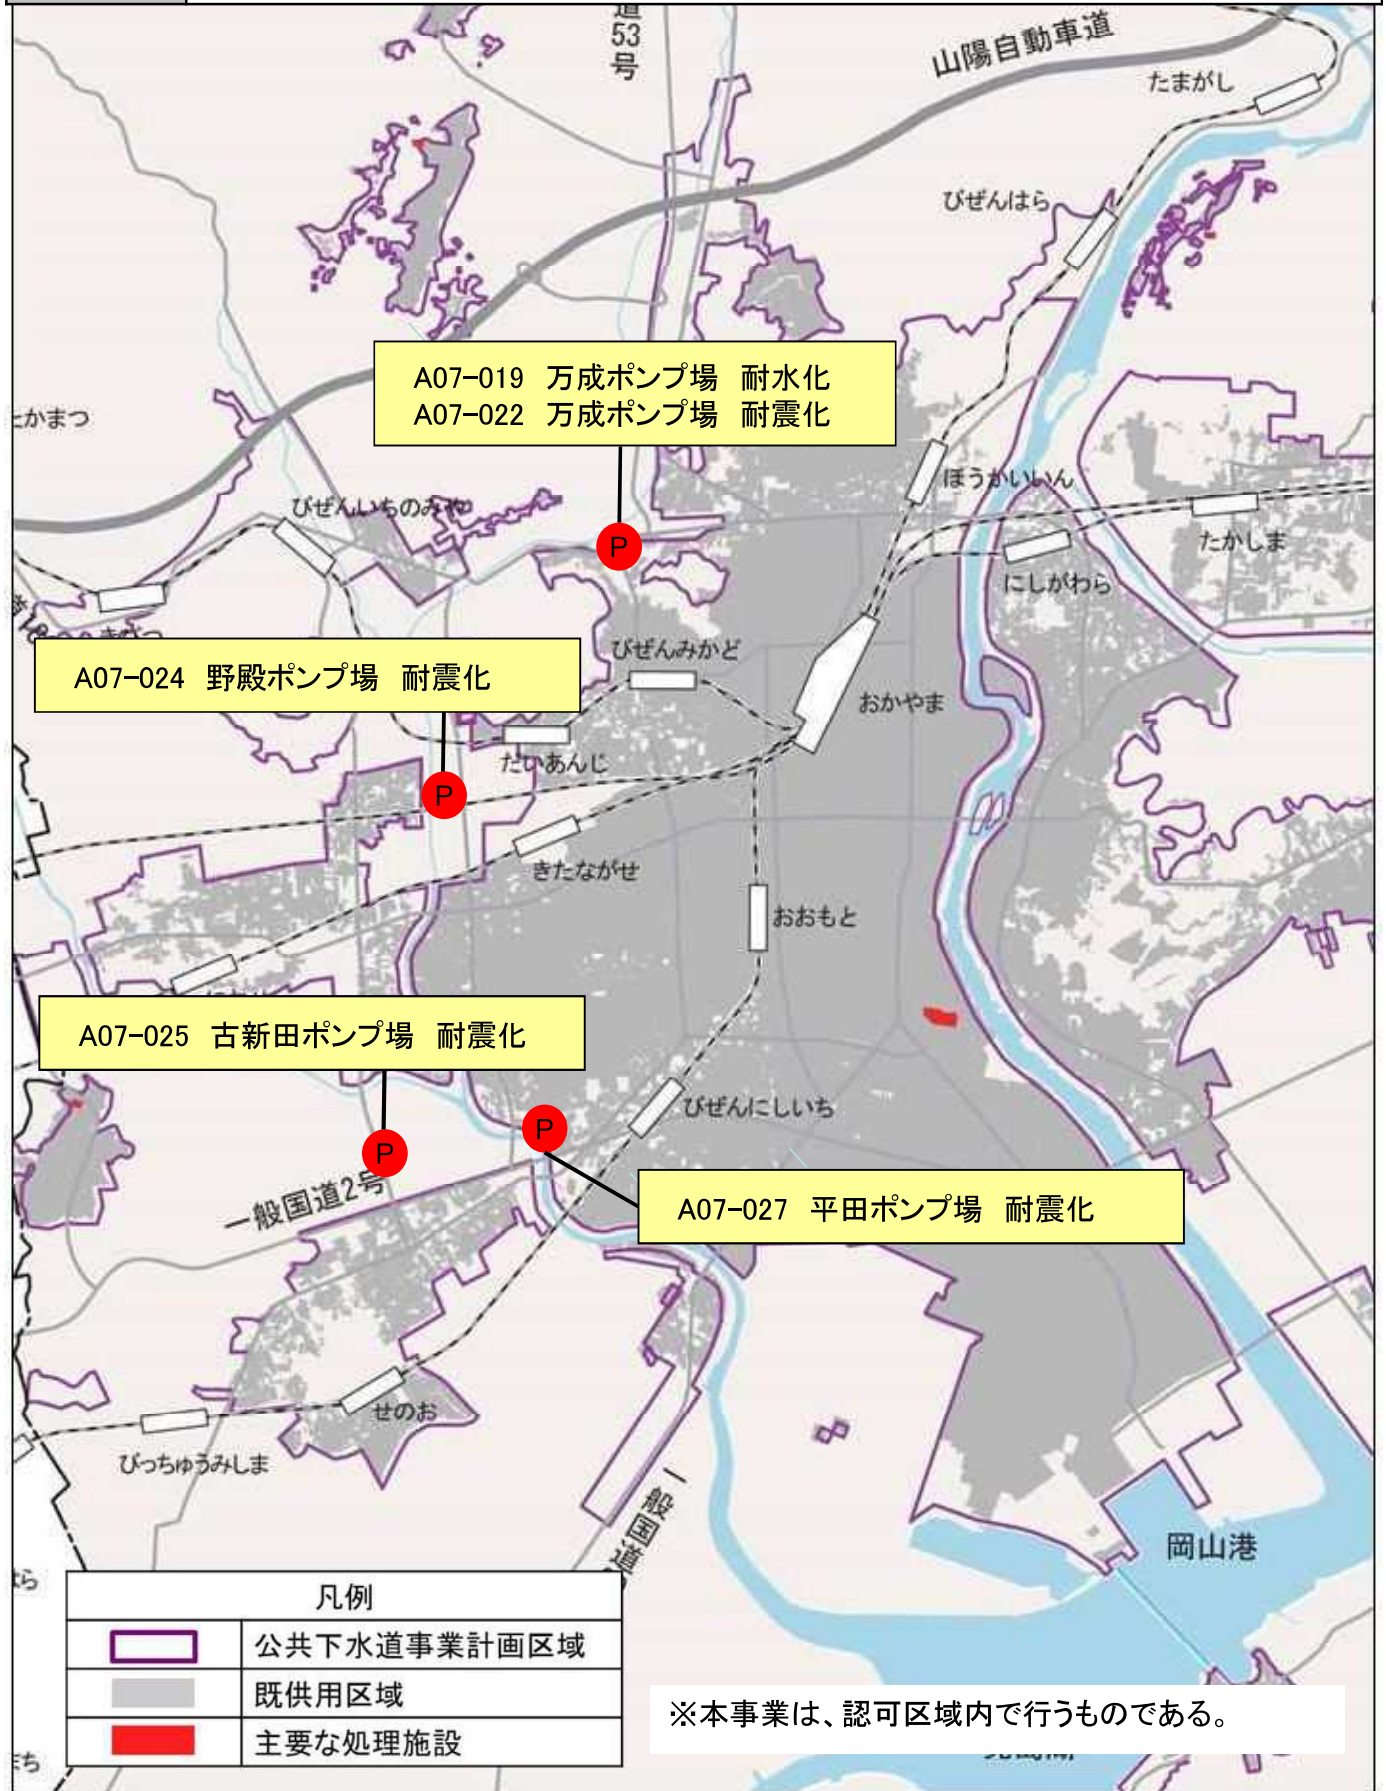 道53号
山陽自動車道
たまがし
びぜんはら
A07-019 万成ポンプ場 耐水化
A07-022 万成ポンプ場 耐震化
たかまつ
ほうかいいん
びぜんいちのみや
P
たかしま
にしがわら
びぜんみかど
A07-024 野殿ポンプ場 耐震化
おかやま
だいあんじ
P
きたながせ
おおもと
A07-025 古新田ポンプ場 耐震化
びぜんにしいち
P
P
一般国道2号
A07-027 平田ポンプ場 耐震化
せのお
びっちゅうみしま
一般国道
岡山港
はら
凡例
公共下水道事業計画区域
既供用区域
主要な処理施設
※本事業は、認可区域内で行うものである。
まち